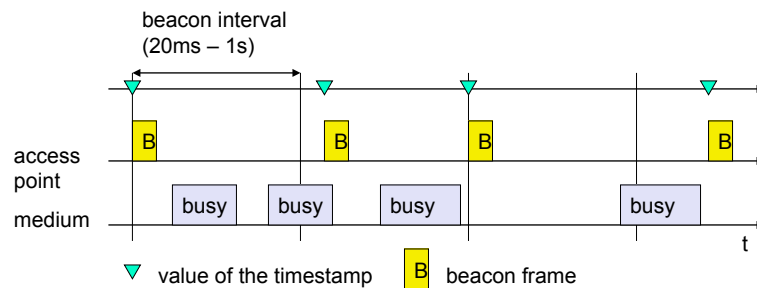 beacon interval
(20ms – 1s)
B B B B
access
point
busy busy busy busy
medium
t
value of the timestamp B beacon frame